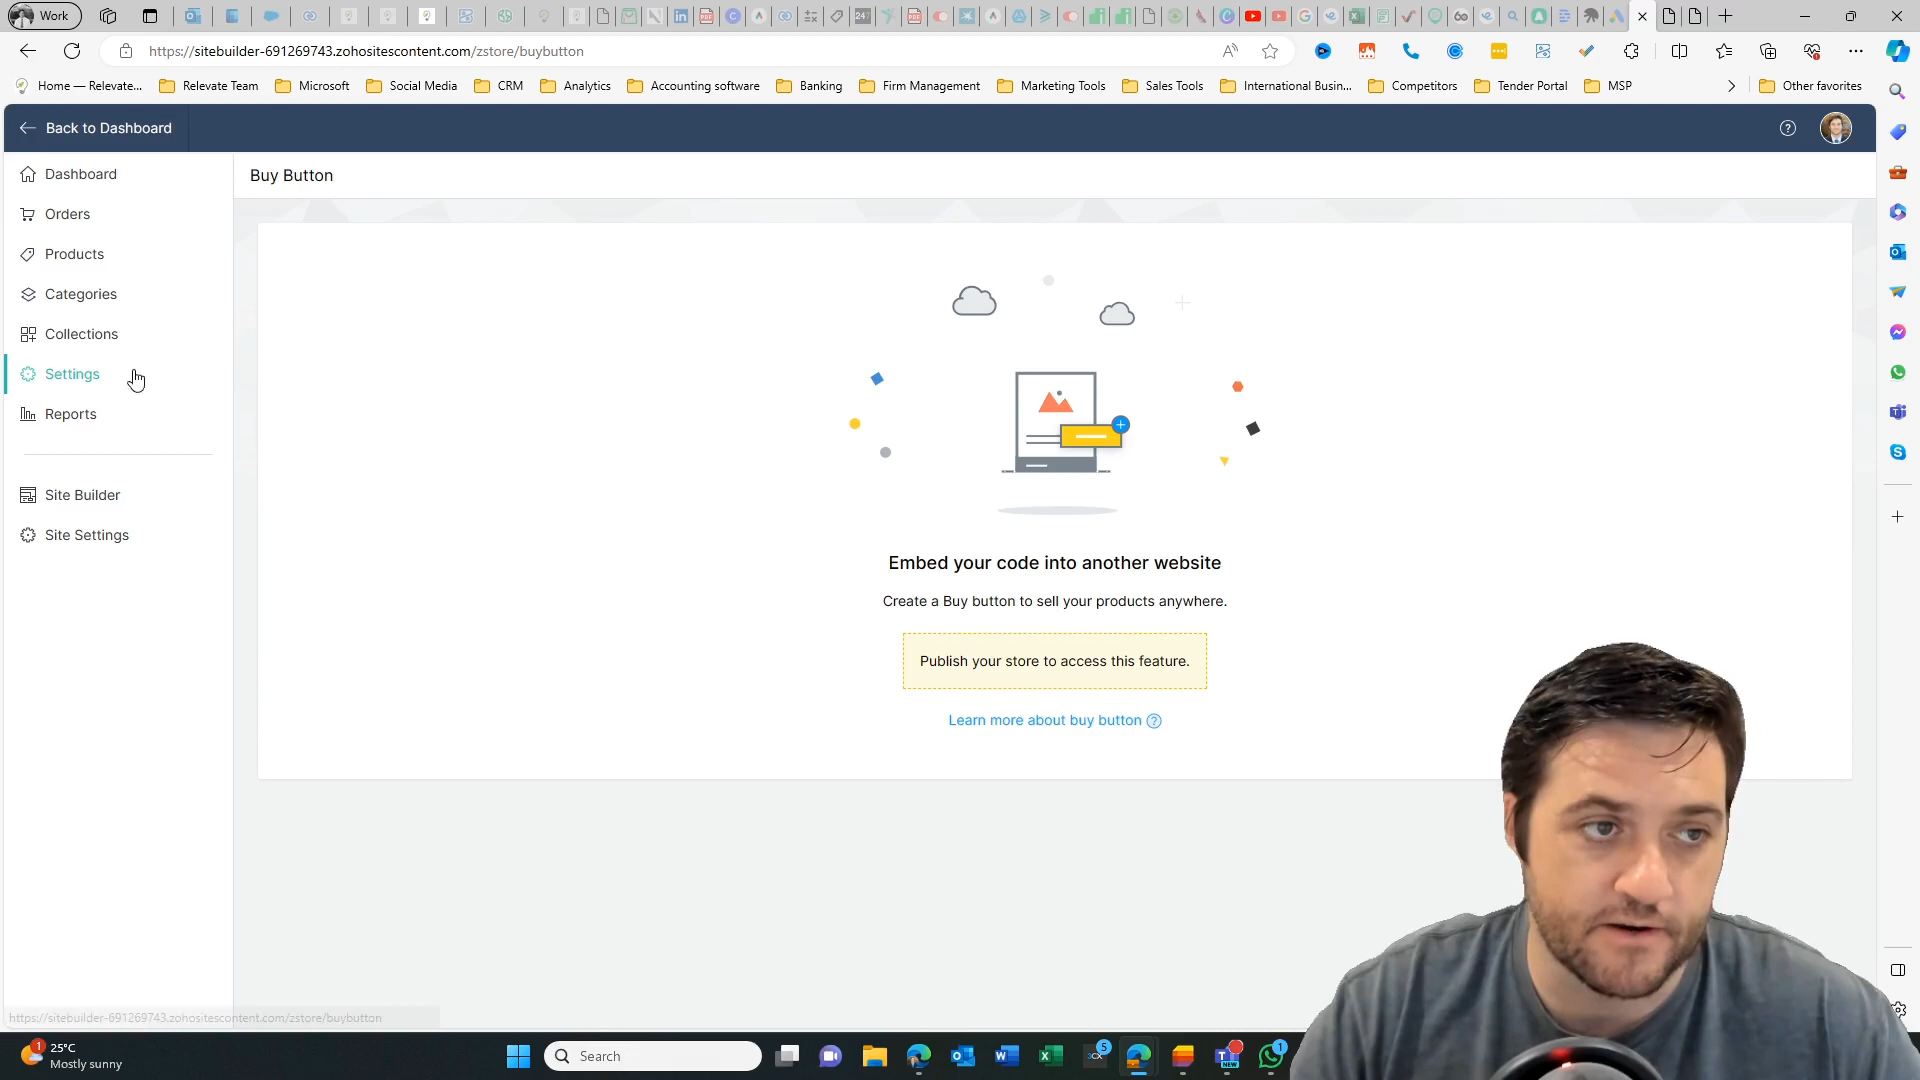 Work
https://sitebuilder-691269743.zohositescontent.com/zstore/buybutton
Home — Relevate...
Relevate Team
Microsoft
Social Media
CRM
Analytics
Accounting software
Banking
Firm Management
Marketing Tools
Sales Tools
International Busin...
Competitors
Tender Portal
MSP
Other favorites
Back to Dashboard
Dashboard
Orders
Products
Categories
Collections
Settings
Reports
Site Builder
Site Settings
Buy Button
Embed your code into another website
Create a Buy button to sell your products anywhere.
Publish your store to access this feature.
Learn more about buy button
https://sitebuilder-691269743.zohositescontent.com/zstore/buybutton
1
25°C
Mostly sunny
Search
5
NEW
1